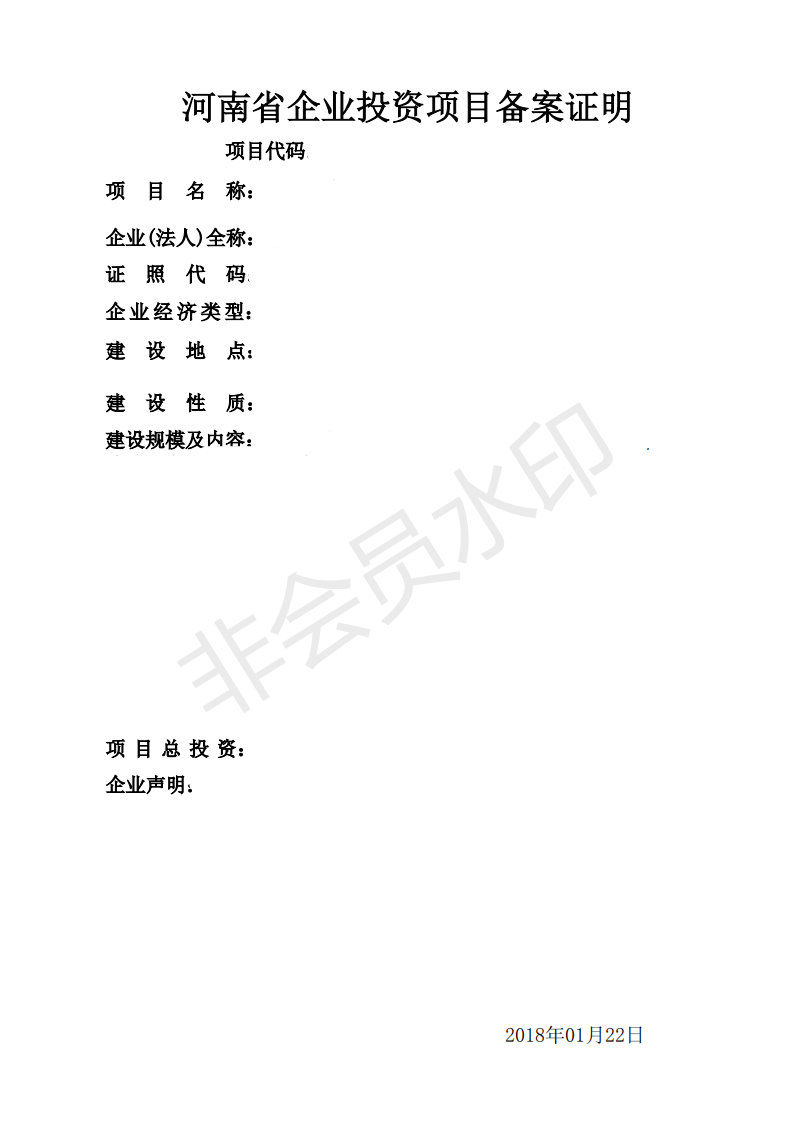 河南省企业投资项目备案证明
项目代码
项 目 名 称：
企业(法人)全称：
证 照 代 码：
企业经济类型：
建 设 地 点：
建 设 性 质：
建设规模及内容：
非会员水印
项 目 总 投 资：
企业声明：
2018年01月22日